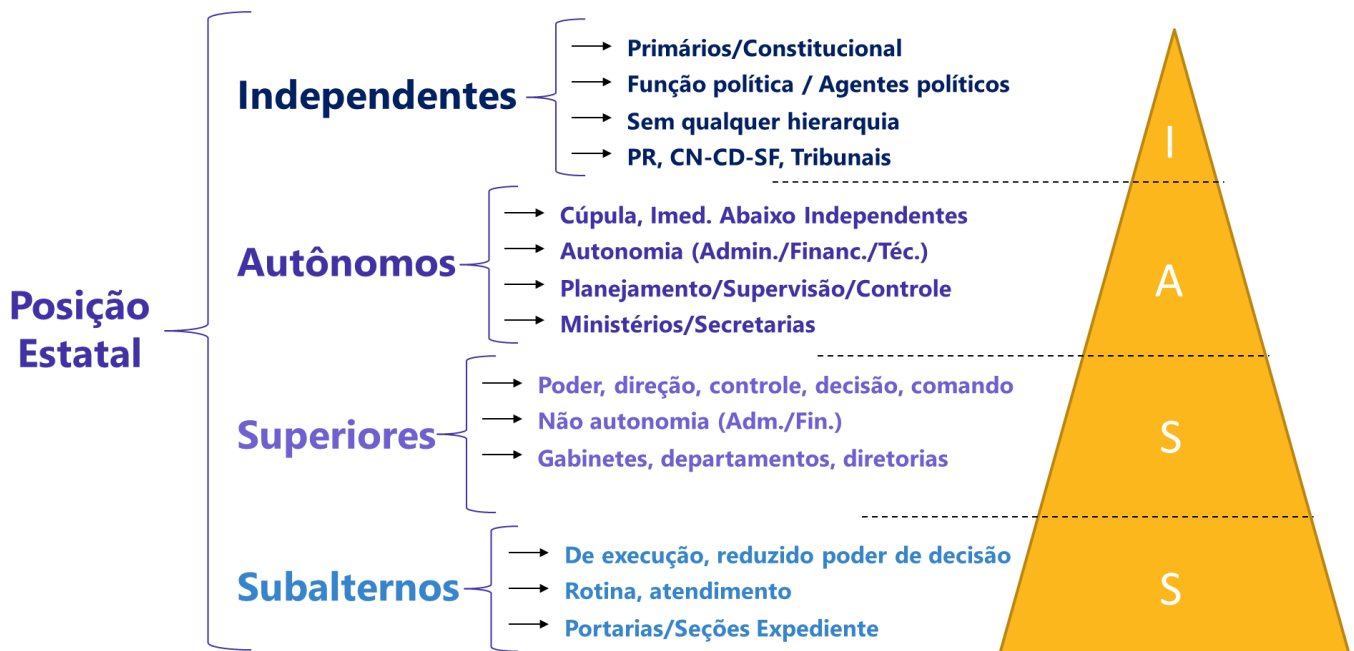 Posição
Estatal
Independentes
Primários/Constitucional
Função política / Agentes políticos
Sem qualquer hierarquia
PR, CN-CD-SF, Tribunais
Autônomos
Cúpula, Imed. Abaixo Independentes
Autonomia (Admin./Financ./Téc.)
Planejamento/Supervisão/Controle
Ministérios/Secretarias
Superiores
Poder, direção, controle, decisão, comando
Não autonomia (Adm./Fin.)
Gabinetes, departamentos, diretorias
Subalternos
De execução, reduzido poder de decisão
Rotina, atendimento
Portarias/Seções Expediente
I
A
S
S